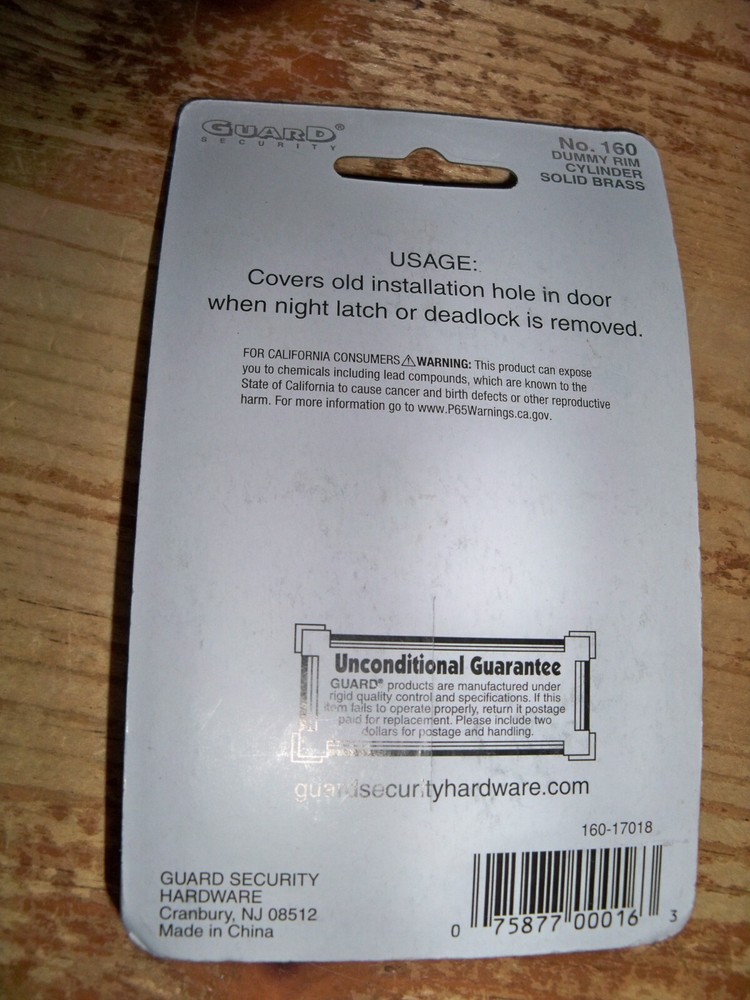 GUARD®
SECURITY
No. 160
DUMMY RIM
CYLINDER
SOLID BRASS
USAGE:
Covers old installation hole in door
when night latch or deadlock is removed.
FOR CALIFORNIA CONSUMERS ⚠ WARNING: This product can expose
you to chemicals including lead compounds, which are known to the
State of California to cause cancer and birth defects or other reproductive
harm. For more information go to www.P65Warnings.ca.gov.
Unconditional Guarantee
GUARD® products are manufactured under
rigid quality control and specifications. If this
item fails to operate properly, return it postage
paid for replacement. Please include two
dollars for postage and handling.
guardsecurityhardware.com
160-17018
GUARD SECURITY
HARDWARE
Cranbury, NJ 08512
Made in China
0 75877 00016 3